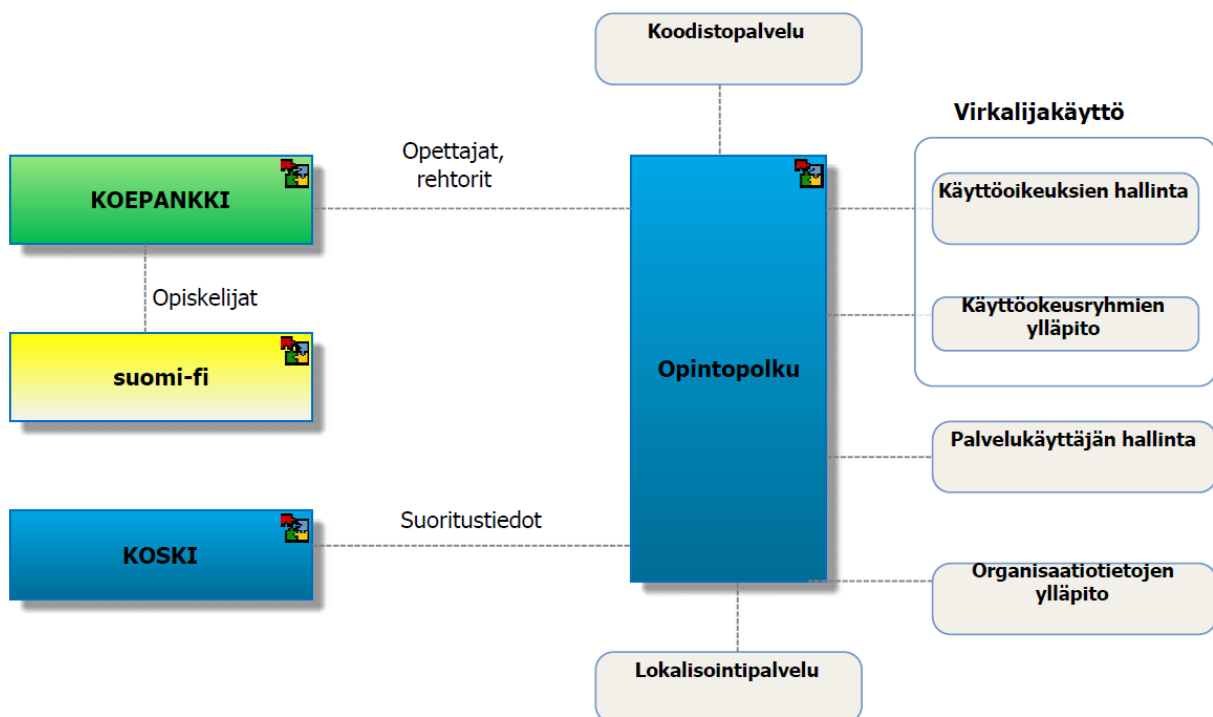 Koodistopalvelu
Virkalijakäyttö
Opettajat,
rehtorit
KOEPANKKI
Käyttöoikeuksien hallinta
Opiskelijat
Käyttöokeusryhmien
ylläpito
suomi-fi
Opintopolku
Palvelukäyttäjän hallinta
Suoritustiedot
KOSKI
Organisaatiotietojen
ylläpito
Lokalisointipalvelu